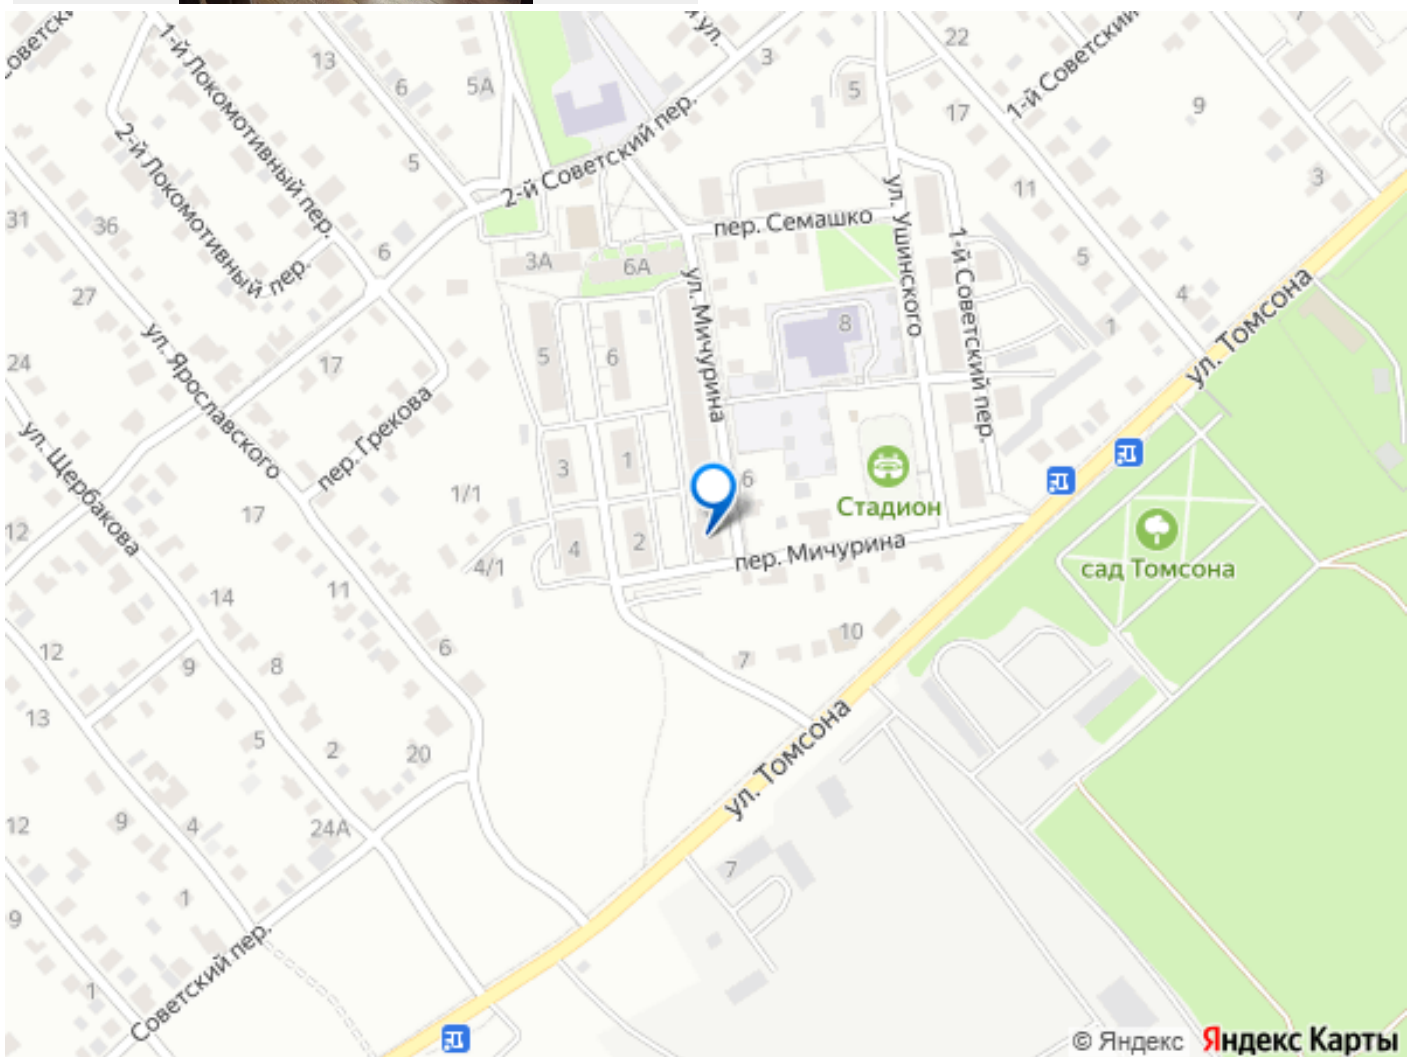 1-й Локомотивный пер.
2-й Локомотивный пер.
13
6
5А
5
31
36
6
27
24
17
ул. Ярославского
ул. Щербакова
пер. Грекова
2-й Советский пер.
3
5
22
17
1-й Советский
9
11
3
5
4
1
ул. Ушинского
1-й Советский пер.
пер. Семашко
3А
6А
ул. Мичурина
8
5
6
3
1
4
2
6
1/1
4/1
Стадион
пер. Мичурина
сад Томсона
ул. Томсона
12
17
11
14
6
12
9
8
13
5
2
20
7
10
ул. Томсона
12
9
4
24А
7
1
9
1
Советский пер.
© Яндекс Яндекс Карты